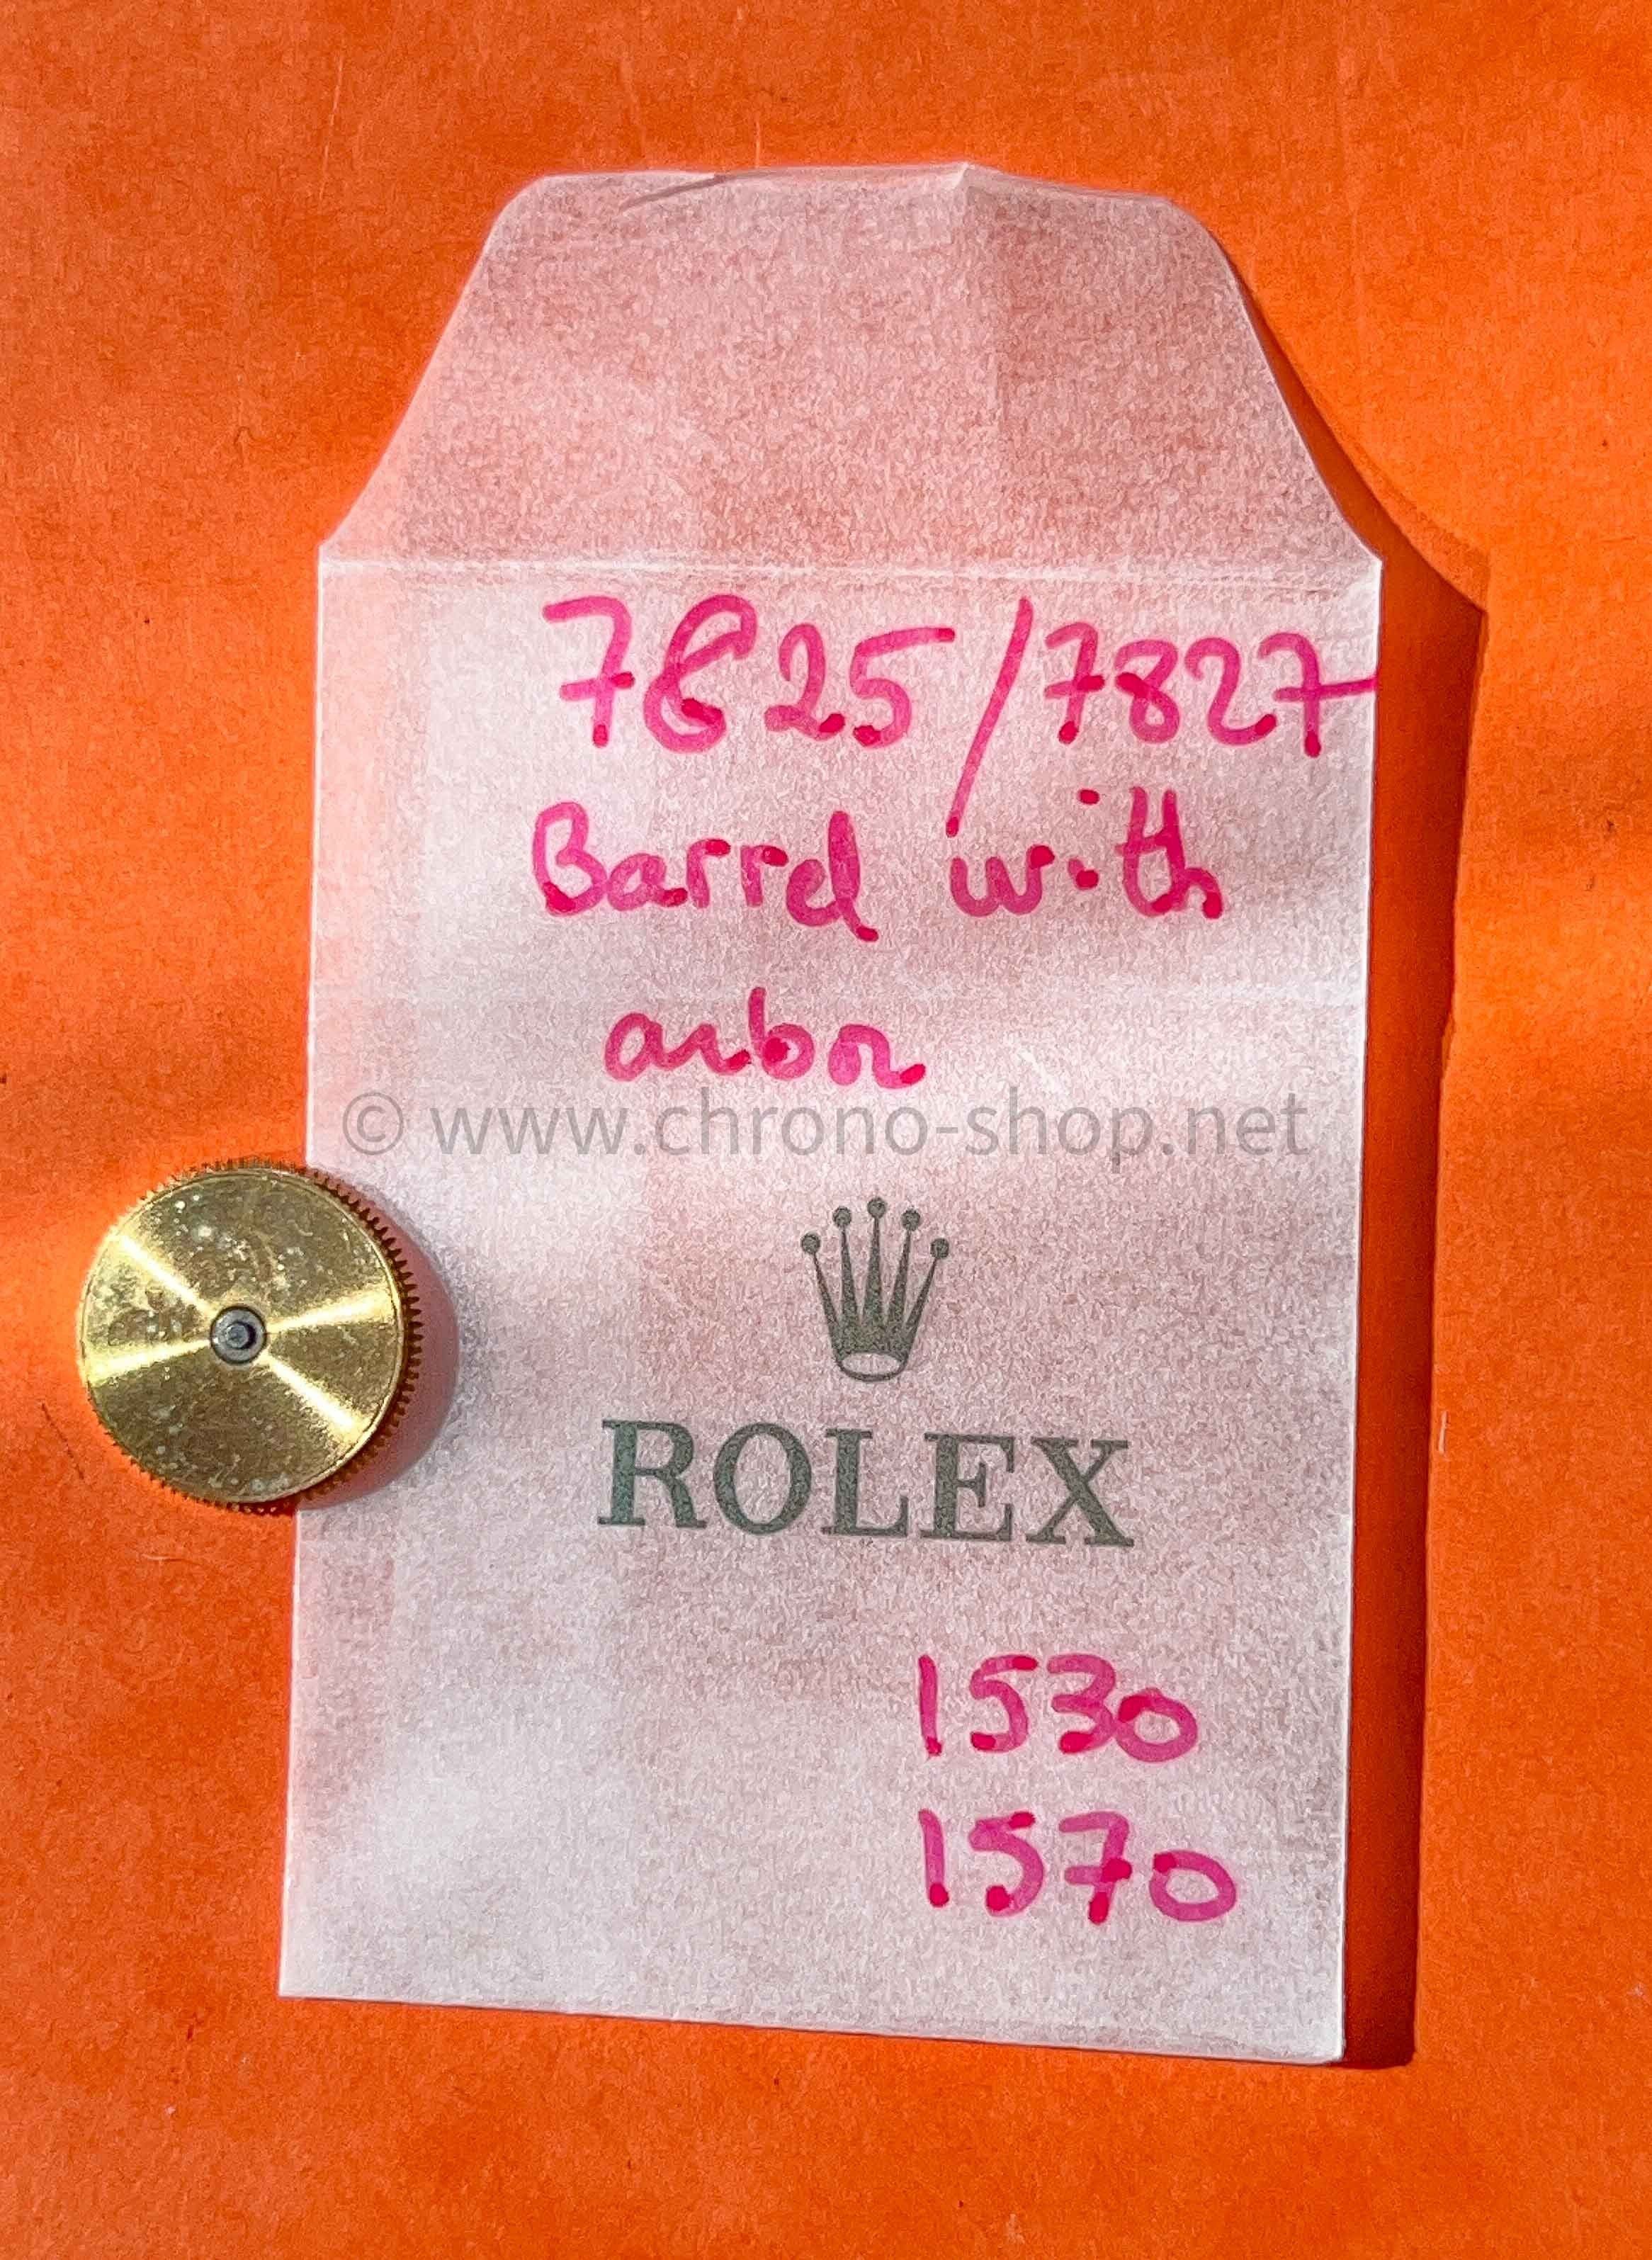 7825/7827
Barrel with
arbor
© www.chrono-shop.net
ROLEX
1530
1570